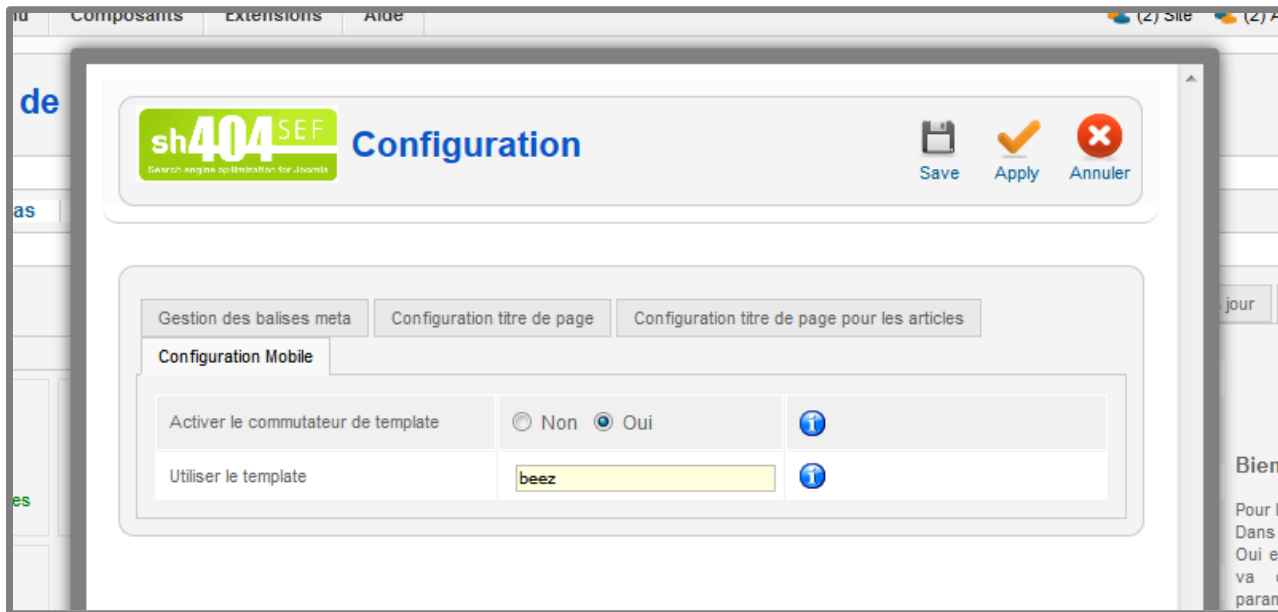 Composants Extensions Aide (2) Site (2)
de
sh404SEF
Search engine optimization for Joomla
Configuration
Save Apply Annuler
as
Gestion des balises meta Configuration titre de page Configuration titre de page pour les articles
jour
Configuration Mobile
Activer le commutateur de template Non Oui
Utiliser le template beez
es
Bien
Pour
Dans
Oui e
va
param